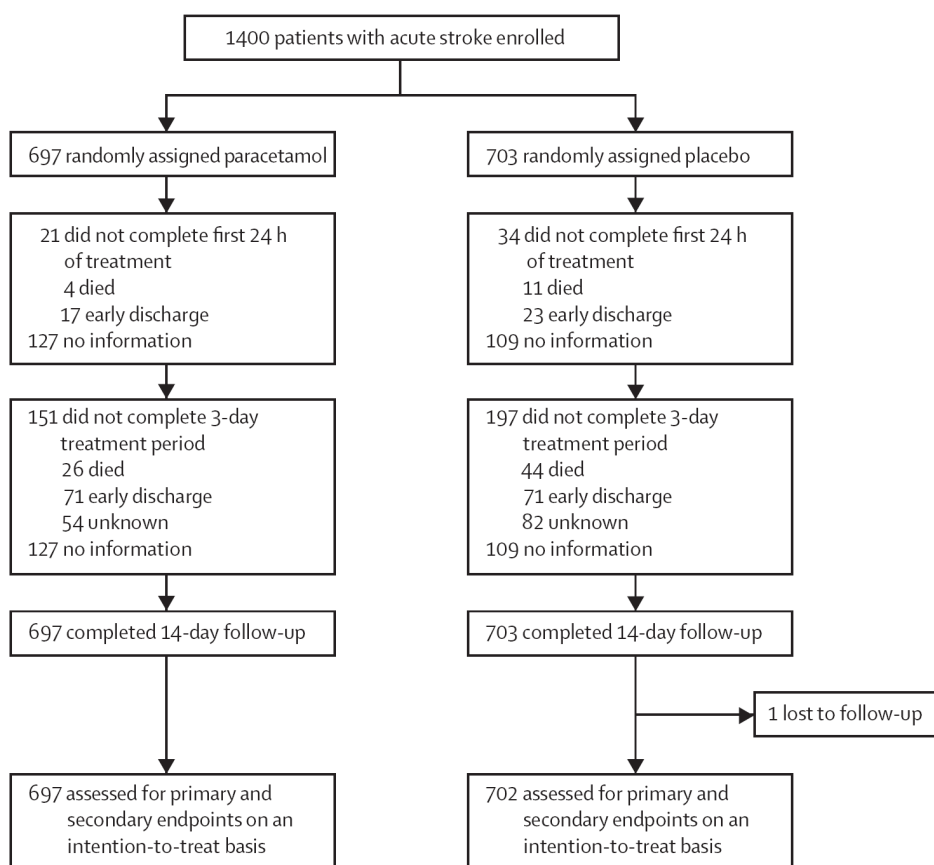 1400 patients with acute stroke enrolled
697 randomly assigned paracetamol
703 randomly assigned placebo
21 did not complete first 24 h
of treatment
4 died
17 early discharge
127 no information
34 did not complete first 24 h
of treatment
11 died
23 early discharge
109 no information
151 did not complete 3-day
treatment period
26 died
71 early discharge
54 unknown
127 no information
197 did not complete 3-day
treatment period
44 died
71 early discharge
82 unknown
109 no information
697 completed 14-day follow-up
703 completed 14-day follow-up
1 lost to follow-up
697 assessed for primary and
secondary endpoints on an
intention-to-treat basis
702 assessed for primary and
secondary endpoints on an
intention-to-treat basis